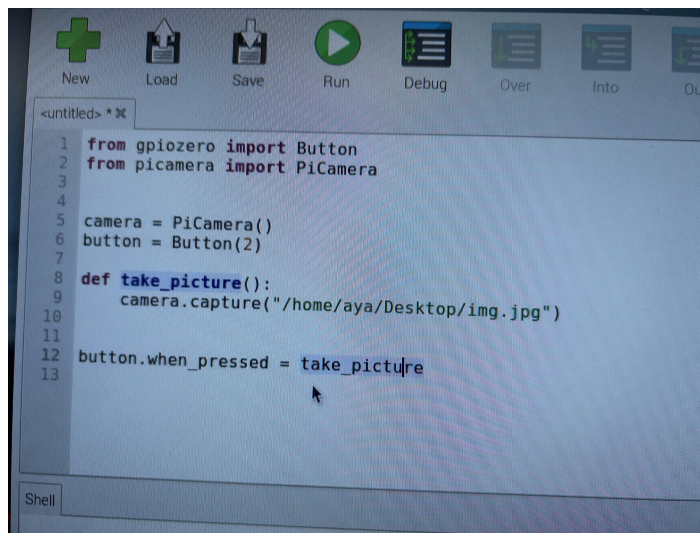 New Load Save Run Debug Over Into Ou
<untitled> * ✖
1 from gpiozero import Button
2 from picamera import PiCamera
3
4
5 camera = PiCamera()
6 button = Button(2)
7
8 def take_picture():
9     camera.capture("/home/aya/Desktop/img.jpg")
10
11
12 button.when_pressed = take_picture
13
Shell